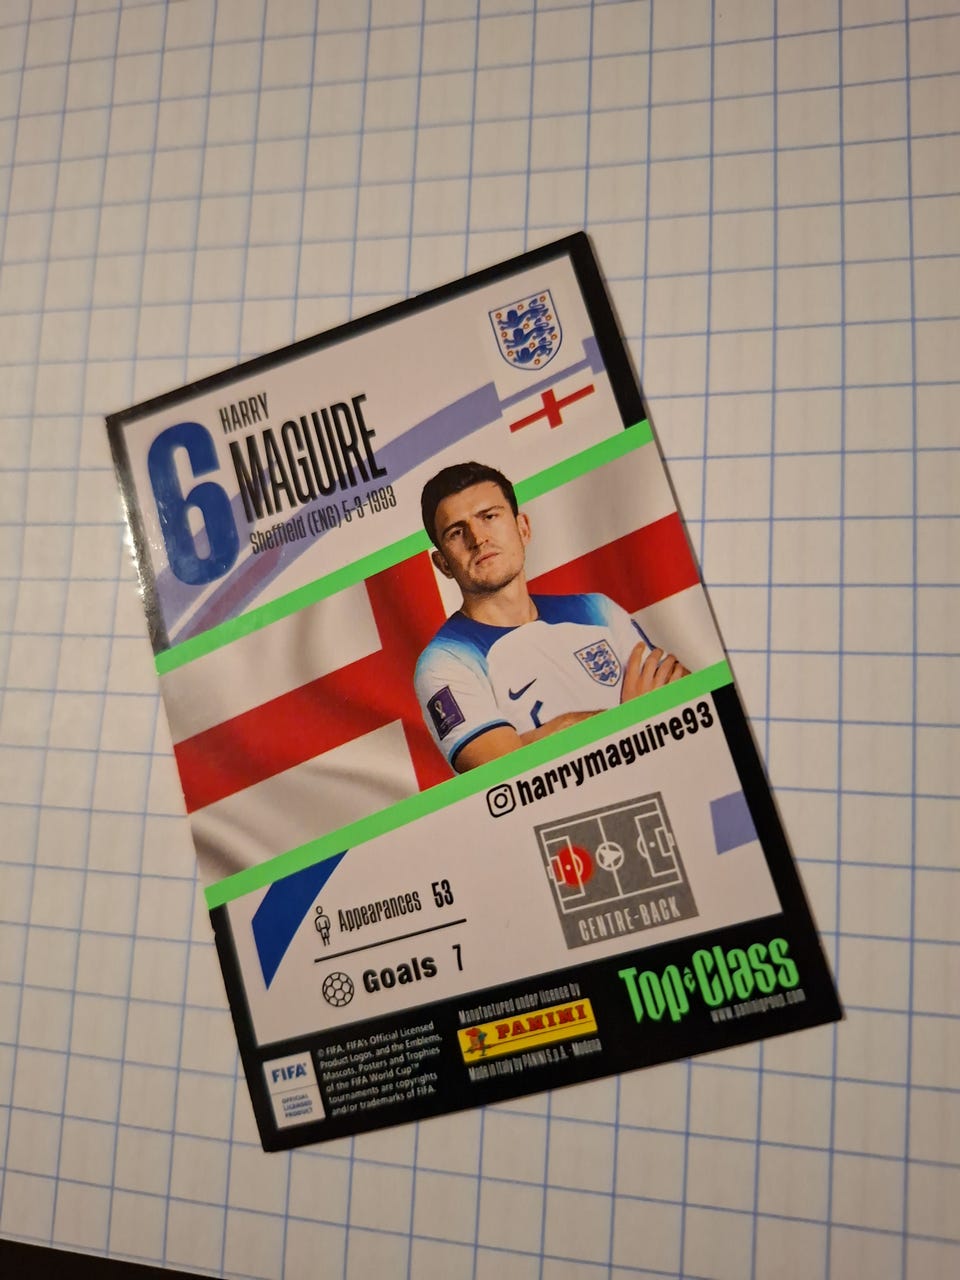 6
HARRY
MAGUIRE
Sheffield (ENG) 5-3-1993
harrymaguire93
Appearances 53
Goals 7
CENTRE-BACK
FIFA®
OFFICIAL
LICENSED
PRODUCT
© FIFA, FIFA's Official Licensed
Product Logos, and the Emblems,
Mascots, Posters and Trophies
of the FIFA World Cup™
tournaments are copyrights
and/or trademarks of FIFA.
Manufactured under licence by
PANINI
Made in Italy by PANINI S.p.A. - Modena
Top Class
www.paninigroup.com